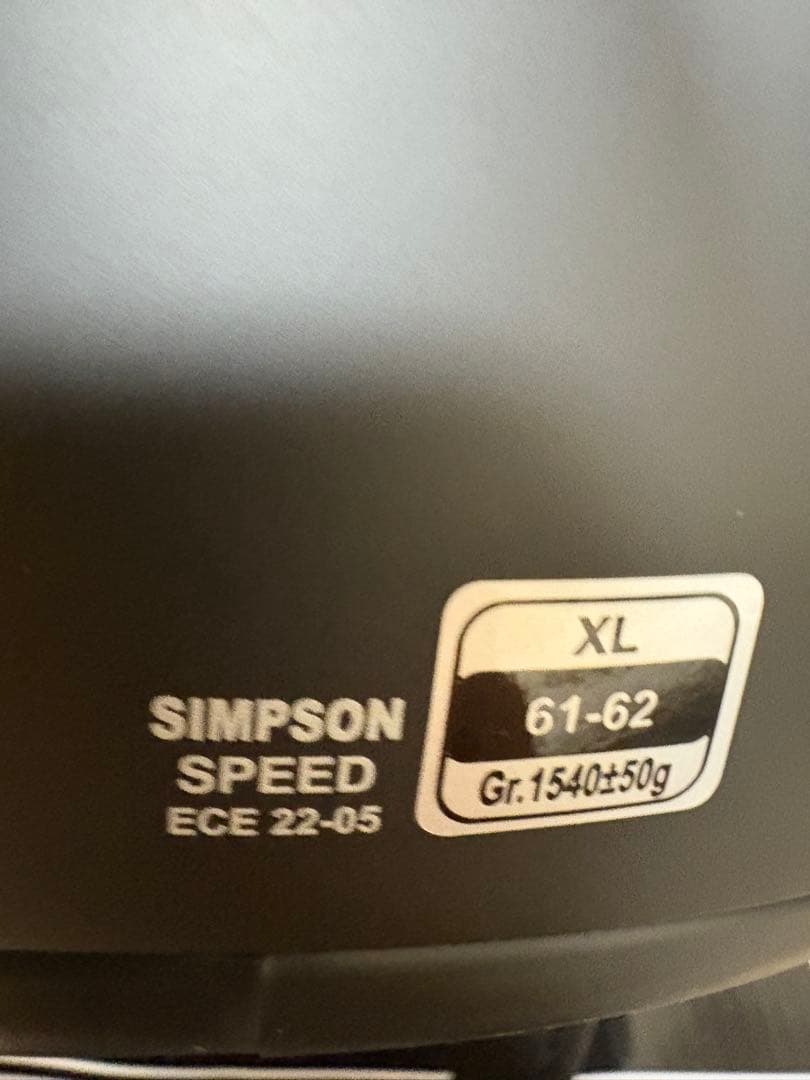 SIMPSON
SPEED
ECE 22-05
XL
61-62
Gr.1540±50g